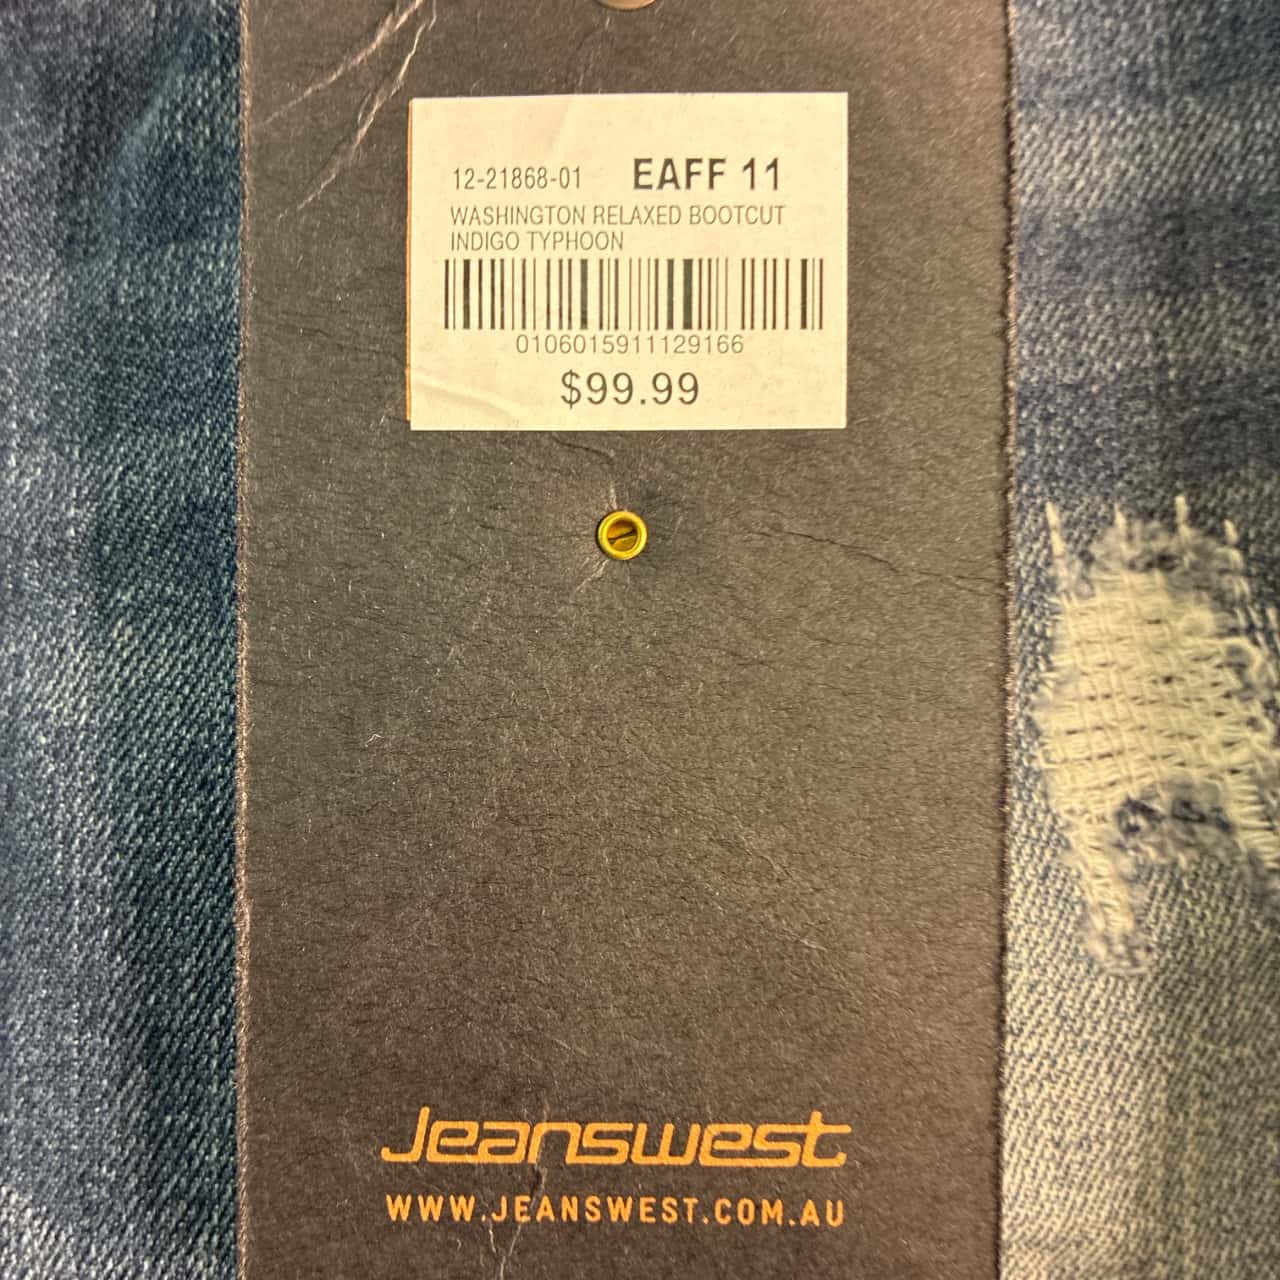 12-21868-01 EAFF 11
WASHINGTON RELAXED BOOTCUT
INDIGO TYPHOON
0106015911129166
$99.99
Jeanswest
WWW.JEANSWEST.COM.AU